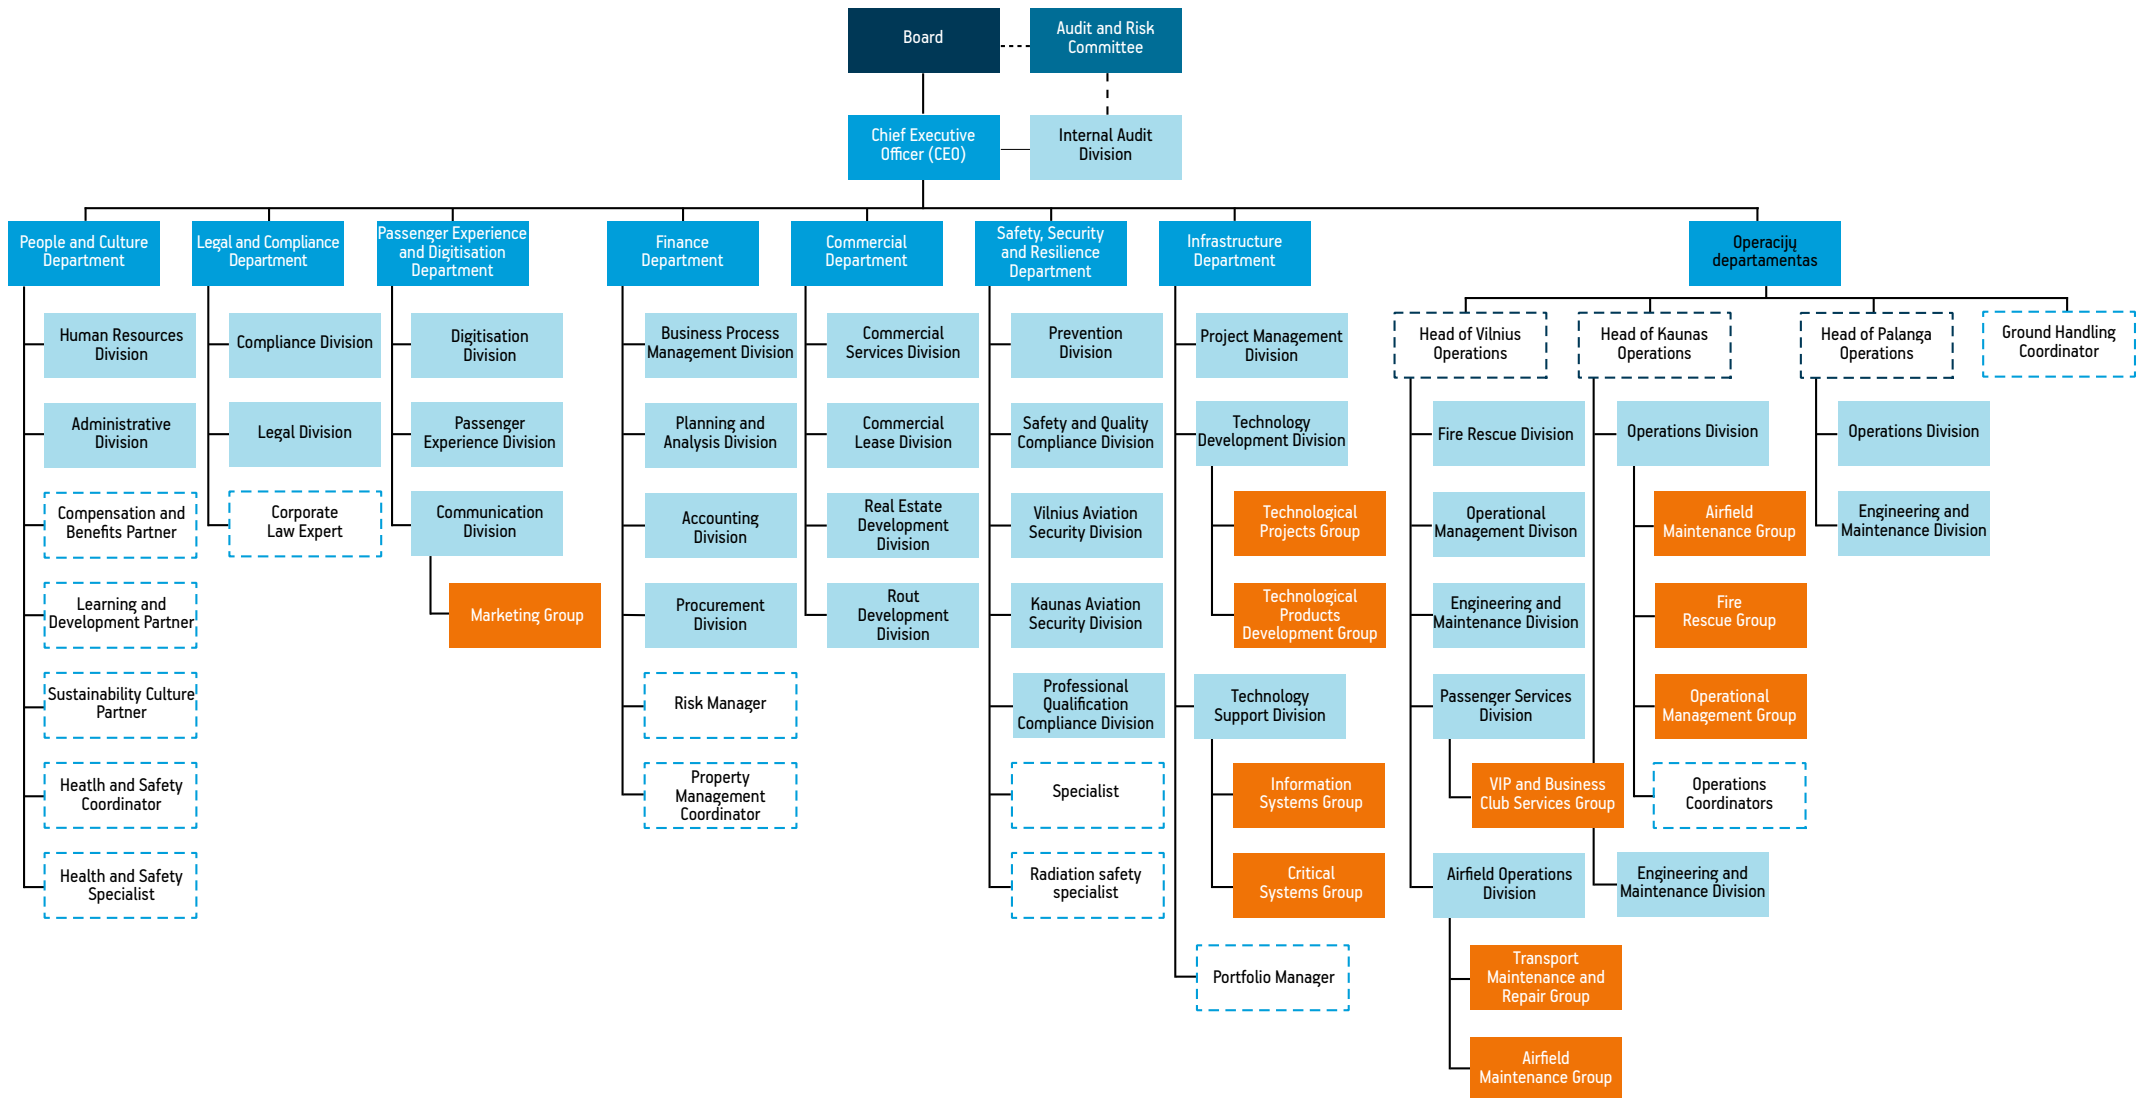 Board
Audit and Risk
Committee
Chief Executive
Officer (CEO)
Internal Audit
Division
People and Culture
Department
Legal and Compliance
Department
Passenger Experience
and Digitisation
Department
Finance
Department
Commercial
Department
Safety, Security
and Resilience
Department
Infrastructure
Department
Operacijų
departamentas
Human Resources
Division
Administrative
Division
Compensation and
Benefits Partner
Learning and
Development Partner
Sustainability Culture
Partner
Heatlh and Safety
Coordinator
Health and Safety
Specialist
Compliance Division
Legal Division
Corporate
Law Expert
Digitisation
Division
Passenger
Experience Division
Communication
Division
Marketing Group
Business Process
Management Division
Planning and
Analysis Division
Accounting
Division
Procurement
Division
Risk Manager
Property
Management
Coordinator
Commercial
Services Division
Commercial
Lease Division
Real Estate
Development
Division
Rout
Development
Division
Prevention
Division
Safety and Quality
Compliance Division
Vilnius Aviation
Security Division
Kaunas Aviation
Security Division
Professional
Qualification
Compliance Division
Specialist
Radiation safety
specialist
Project Management
Division
Technology
Development Division
Technological
Projects Group
Technological
Products
Development Group
Technology
Support Division
Information
Systems Group
Critical
Systems Group
Portfolio Manager
Head of Vilnius
Operations
Fire Rescue Division
Operational
Management Divison
Engineering and
Maintenance Division
Passenger Services
Division
VIP and Business
Club Services Group
Airfield Operations
Division
Transport
Maintenance and
Repair Group
Airfield
Maintenance Group
Head of Kaunas
Operations
Operations Division
Airfield
Maintenance Group
Fire
Rescue Group
Operational
Management Group
Operations
Coordinators
Engineering and
Maintenance Division
Head of Palanga
Operations
Operations Division
Engineering and
Maintenance Division
Ground Handling
Coordinator